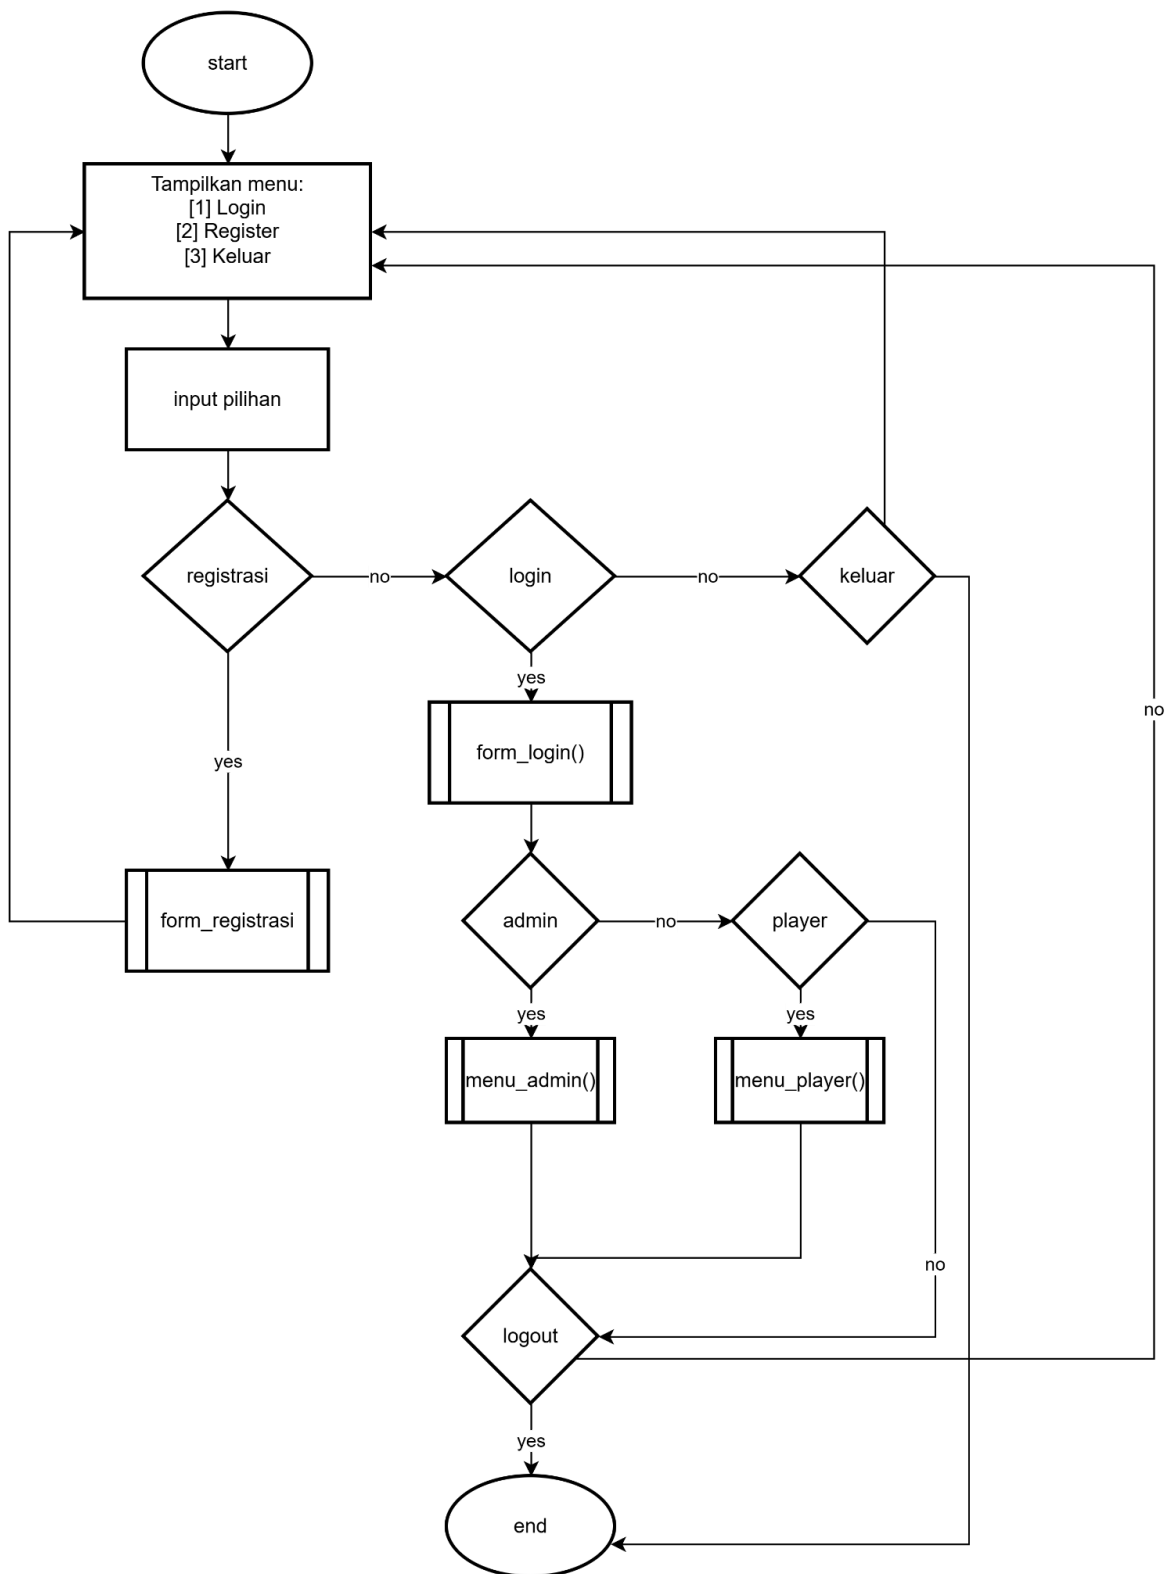 start
Tampilkan menu:
[1] Login
[2] Register
[3] Keluar
input pilihan
registrasi
no
login
no
keluar
yes
form_login()
no
yes
form_registrasi
admin
no
player
yes
yes
menu_admin()
menu_player()
no
logout
yes
end